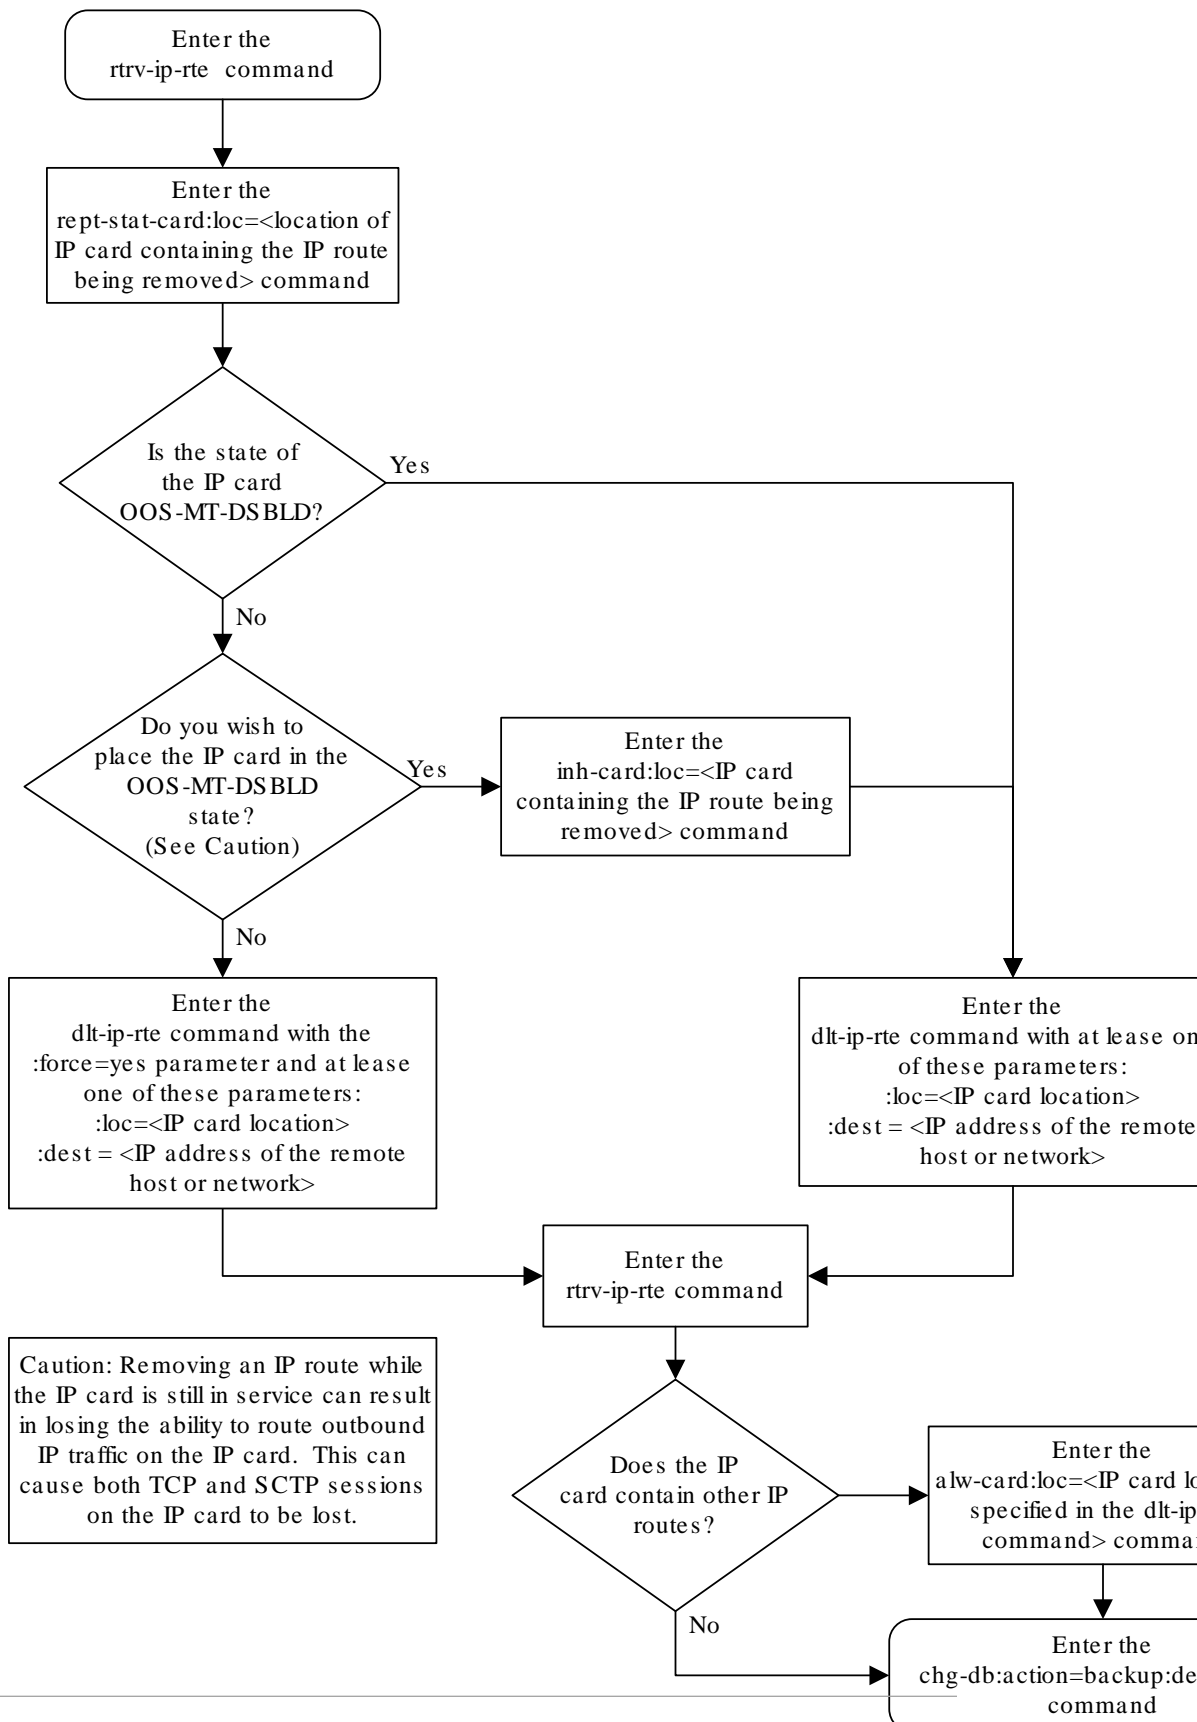 Enter the
rtrv-ip-rte command
Enter the
rept-stat-card:loc=<location of
IP card containing the IP route
being removed> command
Is the state of
the IP card
OOS-MT-DSBLD?
Yes
No
Do you wish to
place the IP card in the
OOS-MT-DSBLD
state?
(See Caution)
Yes
Enter the
inh-card:loc=<IP card
containing the IP route being
removed> command
No
Enter the
dlt-ip-rte command with the
:force=yes parameter and at lease
one of these parameters:
:loc=<IP card location>
:dest = <IP address of the remote
host or network>
Enter the
dlt-ip-rte command with at lease
of these parameters:
:loc=<IP card location>
:dest = <IP address of the remote
host or network>
Enter the
rtrv-ip-rte command
Caution: Removing an IP route while
the IP card is still in service can result
in losing the ability to route outbound
IP traffic on the IP card. This can
cause both TCP and SCTP sessions
on the IP card to be lost.
Does the IP
card contain other IP
routes?
Enter the
alw-card:loc=<IP card
specified in the
command>
No
Enter the
chg-db:action=backup:
command